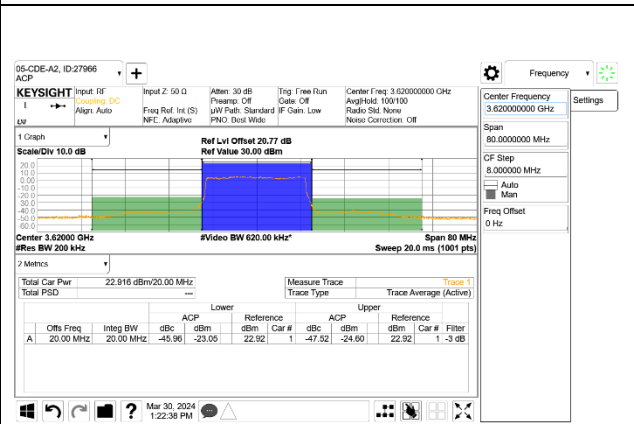 05-CDE-A2, ID:27966
ACP
Frequency
KEYSIGHT Input: RF Input Z: 50 Ω Atten: 30 dB Trig: Free Run Center Freq: 3.620000000 GHz
Coupling: DC Preamp: Off Gate: Off Avg|Hold: 100/100
Align: Auto Freq Ref: Int (S) µW Path: Standard IF Gain: Low Radio Std: None
NFE: Adaptive PNO: Best Wide Noise Correction: Off
Center Frequency
3.620000000 GHz
Settings
Span
80.0000000 MHz
CF Step
8.000000 MHz
Auto
Man
Freq Offset
0 Hz
1 Graph
Ref Lvl Offset 20.77 dB
Scale/Div 10.0 dB Ref Value 30.00 dBm
20.0
10.0
0.00
-10.0
-20.0
-30.0
-40.0
-50.0
-60.0
Center 3.62000 GHz #Video BW 620.00 kHz* Span 80 MHz
#Res BW 200 kHz Sweep 20.0 ms (1001 pts)
2 Metrics
Total Car Pwr 22.916 dBm/20.00 MHz Measure Trace Trace 1
Total PSD --- Trace Type Trace Average (Active)
Lower Upper
ACP Reference ACP Reference
Offs Freq Integ BW dBc dBm dBm Car # dBc dBm dBm Car # Filter
A 20.00 MHz 20.00 MHz -45.96 -23.05 22.92 1 -47.52 -24.60 22.92 1 -3 dB
Mar 30, 2024
1:22:38 PM